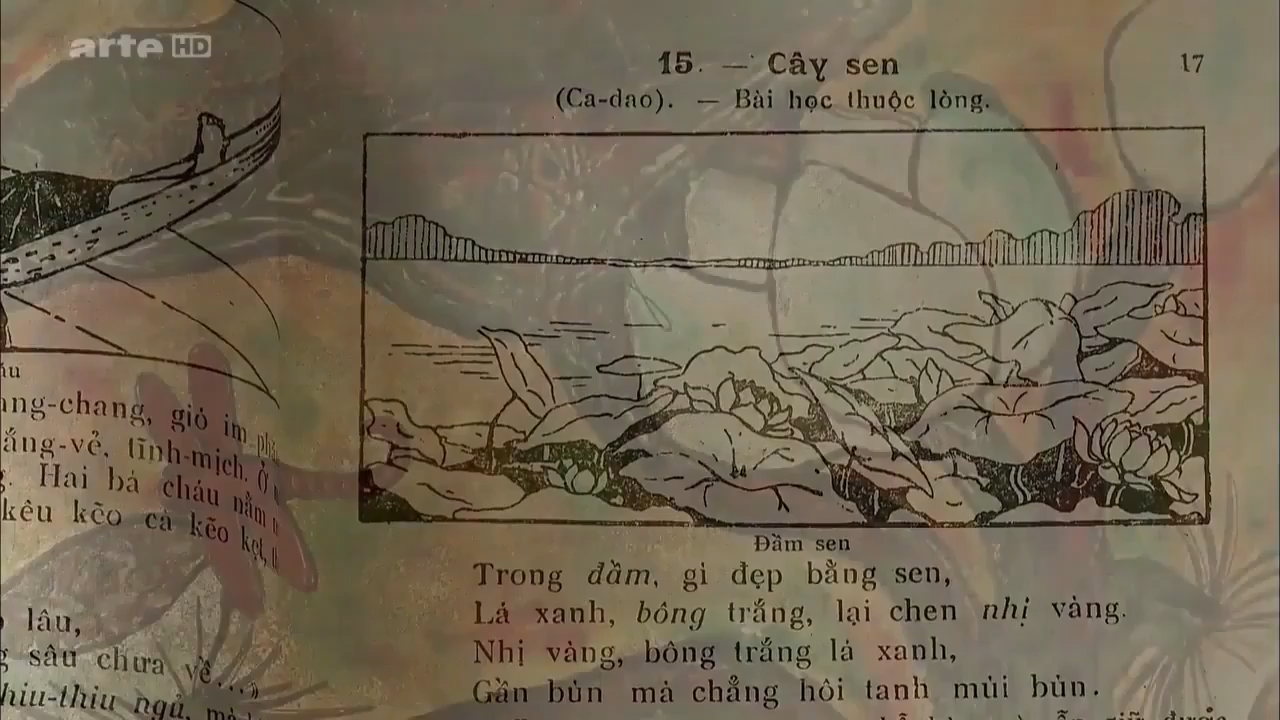 arte HD
15. — Cây sen
17
(Ca-dao). — Bài học thuộc lòng.
Đầm sen
Trong đầm, gì đẹp bằng sen,
Lá xanh, bông trắng, lại chen nhị vàng.
Nhị vàng, bông trắng lá xanh,
Gần bùn mà chẳng hôi tanh mùi bùn.
ang-chang, gió im
ắng-vẻ, tĩnh-mịch. Ở
Hai bà cháu nằm
kêu kẽo cà kẽo kẹt,
lâu,
sâu chưa về...»
hiu-thiu ngủ, mà